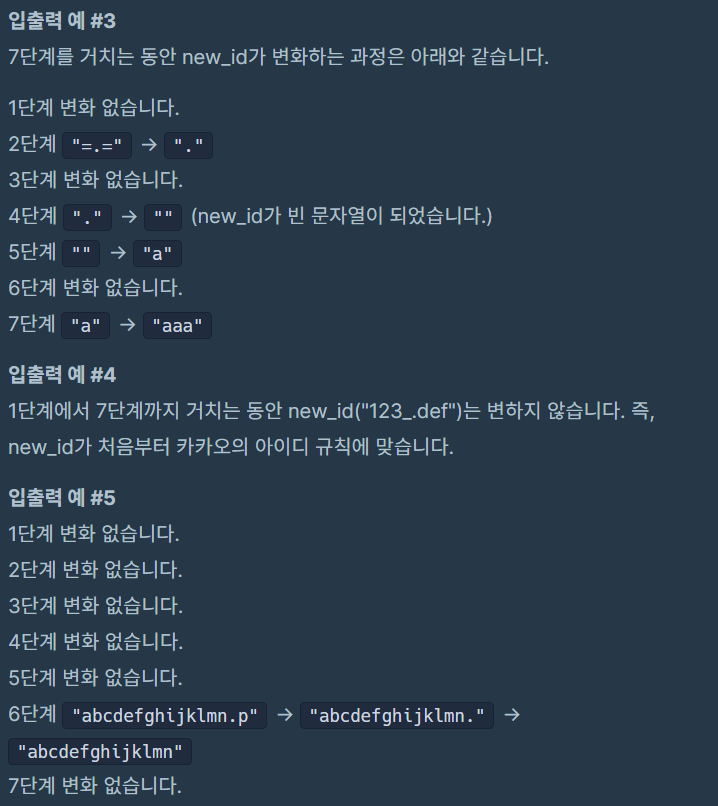 입출력 예 #3
7단계를 거치는 동안 new_id가 변화하는 과정은 아래와 같습니다.
1단계 변화 없습니다.
2단계 "=.=" → "."
3단계 변화 없습니다.
4단계 "." → "" (new_id가 빈 문자열이 되었습니다.)
5단계 "" → "a"
6단계 변화 없습니다.
7단계 "a" → "aaa"
입출력 예 #4
1단계에서 7단계까지 거치는 동안 new_id("123_.def")는 변하지 않습니다. 즉,
new_id가 처음부터 카카오의 아이디 규칙에 맞습니다.
입출력 예 #5
1단계 변화 없습니다.
2단계 변화 없습니다.
3단계 변화 없습니다.
4단계 변화 없습니다.
5단계 변화 없습니다.
6단계 "abcdefghijklmn.p" → "abcdefghijklmn." →
"abcdefghijklmn"
7단계 변화 없습니다.